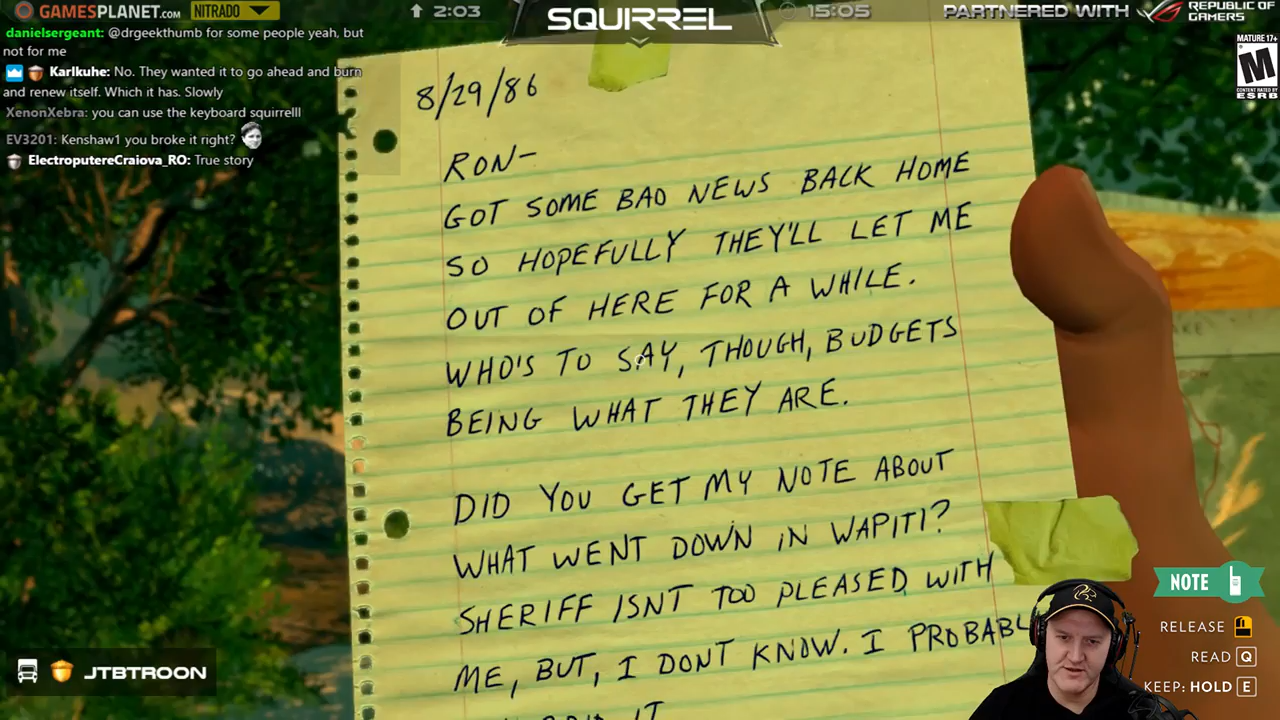 GAMESPLANET.COM NITRADO 2:03 SQUIRREL 15:05 PARTNERED WITH REPUBLIC OF GAMERS
danielsergeant: @drgeekthumb for some people yeah, but
not for me
Karlkuhe: No. They wanted it to go ahead and burn
and renew itself. Which it has. Slowly
XenonXebra: you can use the keyboard squirrelll
EV3201: Kenshaw1 you broke it right?
ElectroputereCraiova_RO: True story
MATURE 17+
M
ESRB
8/29/86
RON-
GOT SOME BAD NEWS BACK HOME
SO HOPEFULLY THEY'LL LET ME
OUT OF HERE FOR A WHILE.
WHO'S TO SAY, THOUGH, BUDGETS
BEING WHAT THEY ARE.
DID YOU GET MY NOTE ABOUT
WHAT WENT DOWN IN WAPITI?
SHERIFF ISNT TOO PLEASED WITH
ME, BUT, I DONT KNOW. I PROBABL
IT
NOTE
RELEASE
READ Q
KEEP: HOLD E
JTBTROON